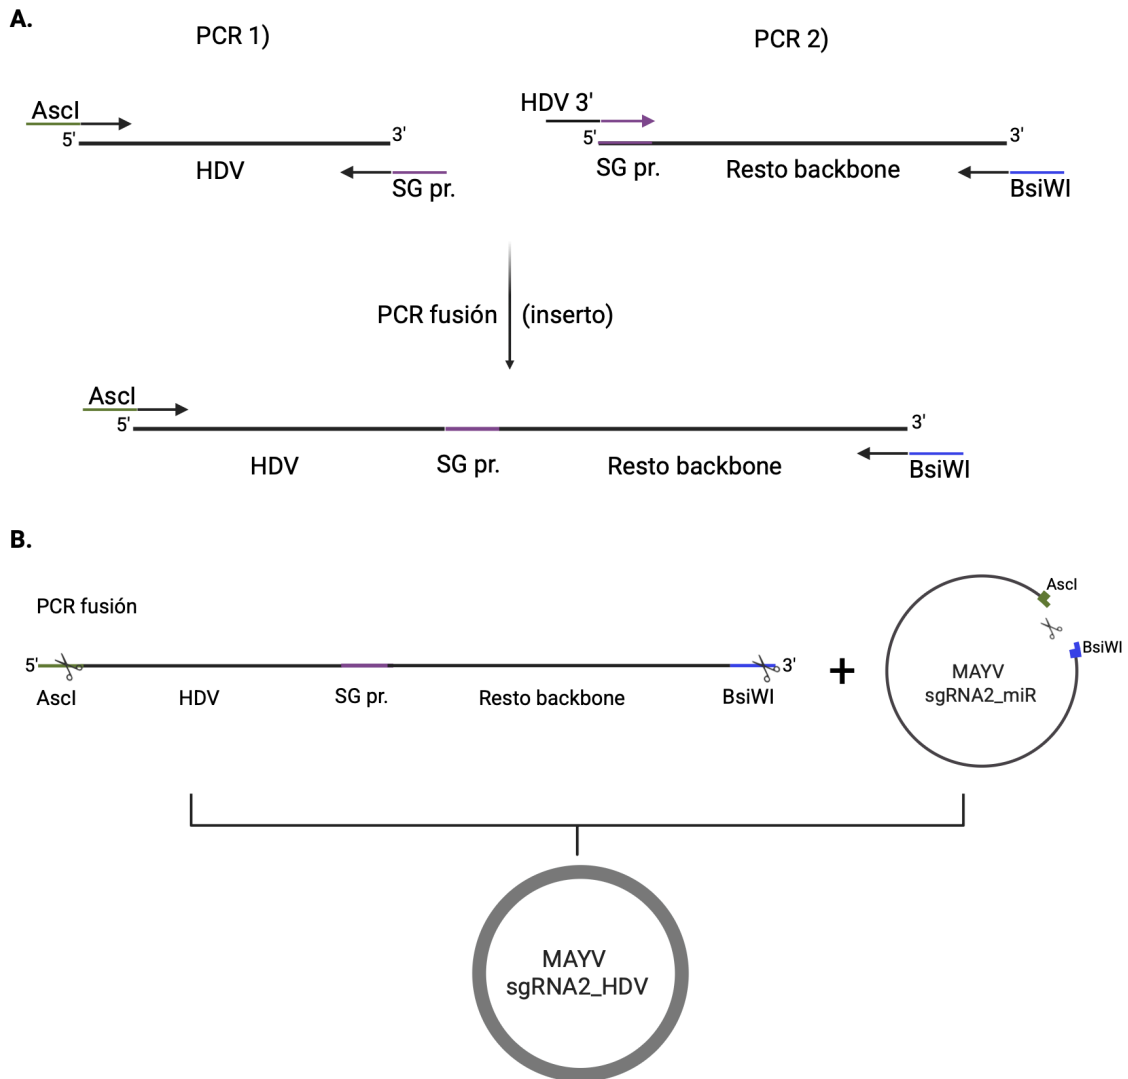 A.
PCR 1)
PCR 2)
AscI
5'
3'
HDV
SG pr.
HDV 3'
5'
3'
SG pr.
Resto backbone
BsiWI
PCR fusión (inserto)
AscI
5'
3'
HDV
SG pr.
Resto backbone
BsiWI
B.
PCR fusión
5'
3'
AscI
HDV
SG pr.
Resto backbone
BsiWI
+
AscI
BsiWI
MAYV
sgRNA2_miR
MAYV
sgRNA2_HDV